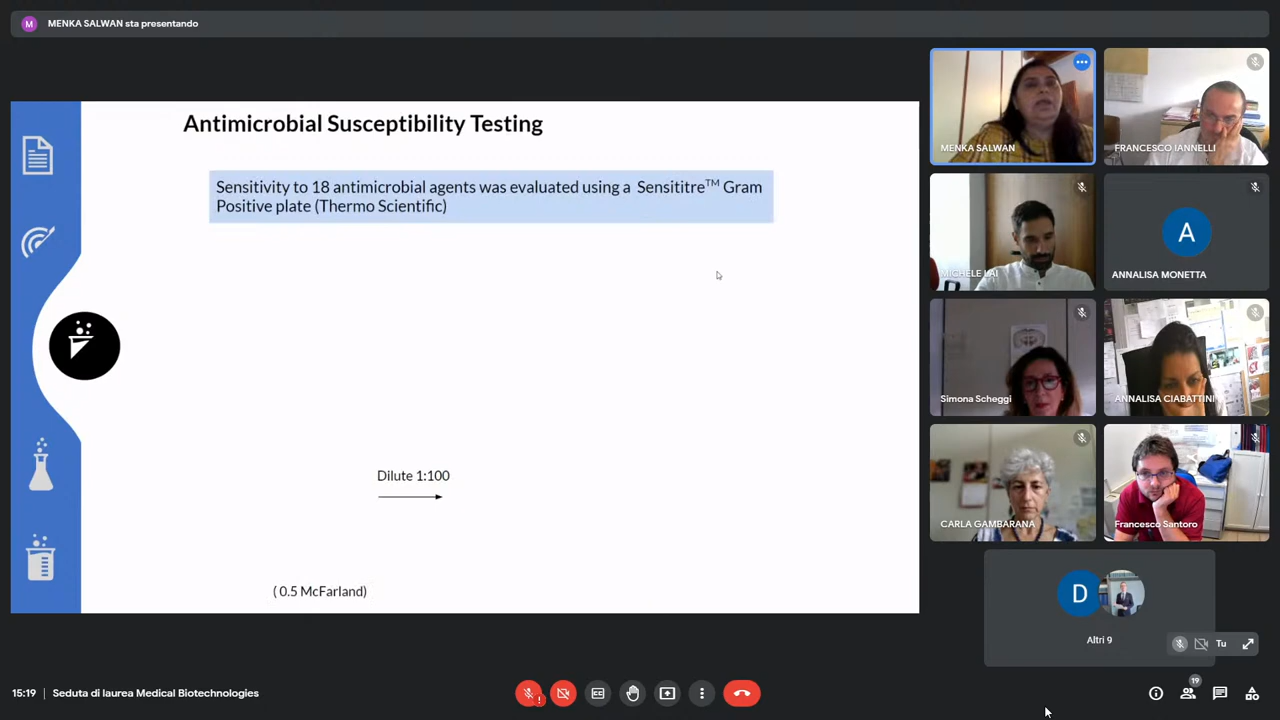 M MENKA SALWAN sta presentando
Antimicrobial Susceptibility Testing
Sensitivity to 18 antimicrobial agents was evaluated using a Sensititre™ Gram
Positive plate (Thermo Scientific)
Dilute 1:100
( 0.5 McFarland)
MENKA SALWAN
FRANCESCO IANNELLI
MICHELE LAI
A
ANNALISA MONETTA
Simona Scheggi
ANNALISA CIABATTINI
CARLA GAMBARANA
Francesco Santoro
D
Altri 9
Tu
15:19 | Seduta di laurea Medical Biotechnologies
19